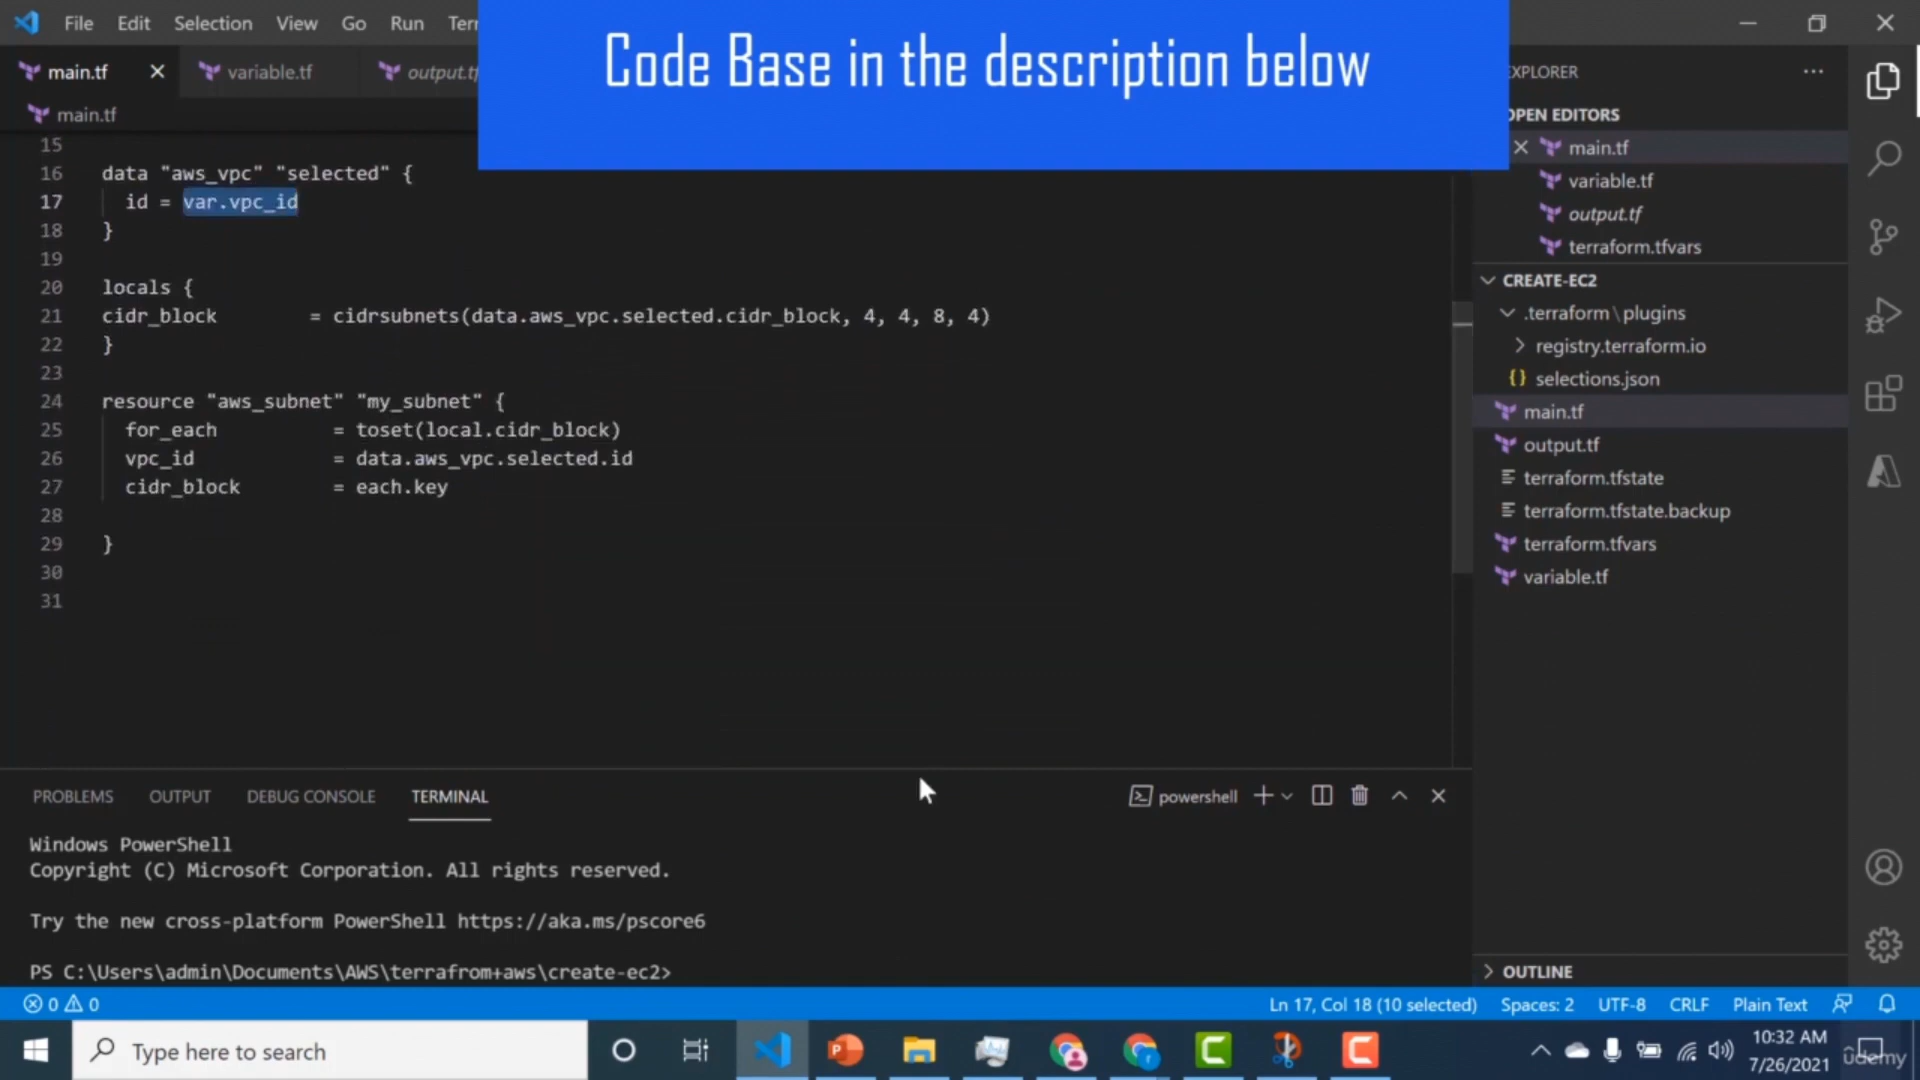 File Edit Selection View Go Run Ter
Code Base in the description below
main.tf variable.tf output.tf
main.tf
15
16 data "aws_vpc" "selected" {
17 id = var.vpc_id
18 }
19
20 locals {
21 cidr_block = cidrsubnets(data.aws_vpc.selected.cidr_block, 4, 4, 8, 4)
22 }
23
24 resource "aws_subnet" "my_subnet" {
25 for_each = toset(local.cidr_block)
26 vpc_id = data.aws_vpc.selected.id
27 cidr_block = each.key
28
29 }
30
31
EXPLORER
OPEN EDITORS
main.tf
variable.tf
output.tf
terraform.tfvars
CREATE-EC2
.terraform\plugins
registry.terraform.io
{} selections.json
main.tf
output.tf
terraform.tfstate
terraform.tfstate.backup
terraform.tfvars
variable.tf
OUTLINE
PROBLEMS OUTPUT DEBUG CONSOLE TERMINAL powershell
Windows PowerShell
Copyright (C) Microsoft Corporation. All rights reserved.
Try the new cross-platform PowerShell https://aka.ms/pscore6
PS C:\Users\admin\Documents\AWS\terrafrom+aws\create-ec2>
0 0 Ln 17, Col 18 (10 selected) Spaces: 2 UTF-8 CRLF Plain Text
Type here to search
10:32 AM
7/26/2021
udemy